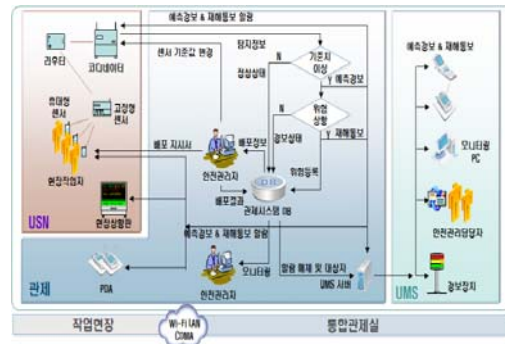 예측경보 & 재해통보 알람
탐지정보
센서 기준값 변경
정상상태
라우터
코디네이터
휴대형
센서
고정형
센서
현장작업자
배포 지시서
현장상황판
USN
기준치
이상
N
Y 예측경보
위험
상황
N
Y 재해통보
경보상태
배포정보
안전관리자
위험등록
배포결과
관제시스템 DB
예측경보 & 재해통보 알람
모니터링
안전관리자
알람 해제 및 대상자
UMS 서버
PDA
관제
예측경보 & 재해통보
모니터링
PC
안전관리담당자
경보장치
UMS
작업현장
Wi-Fi LAN
CDMA
통합관제실